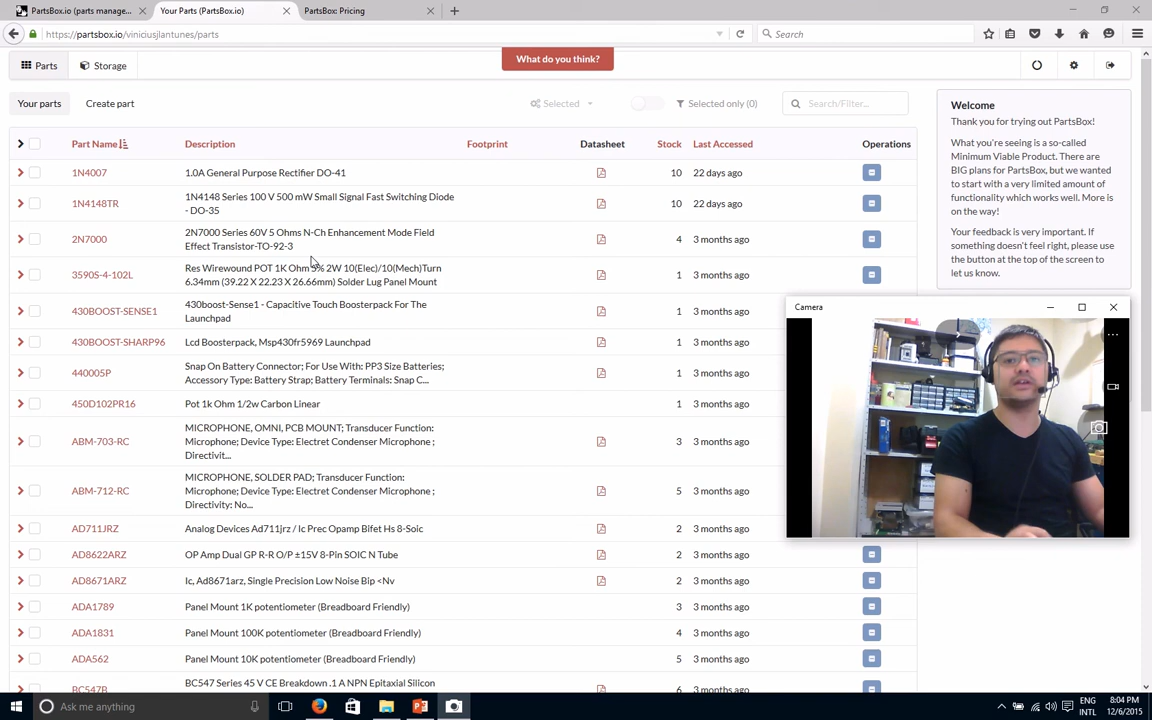 PartsBox.io (parts manage...
Your Parts (PartsBox.io)
PartsBox: Pricing
https://partsbox.io/viniciusjlantunes/parts
Search
Parts
Storage
What do you think?
Your parts
Create part
Selected
Selected only (0)
Search/Filter...
Part Name
Description
Footprint
Datasheet
Stock
Last Accessed
Operations
1N4007
1.0A General Purpose Rectifier DO-41
10
22 days ago
1N4148TR
1N4148 Series 100 V 500 mW Small Signal Fast Switching Diode
- DO-35
10
22 days ago
2N7000
2N7000 Series 60V 5 Ohms N-Ch Enhancement Mode Field
Effect Transistor-TO-92-3
4
3 months ago
3590S-4-102L
Res Wirewound POT 1K Ohm 5% 2W 10(Elec)/10(Mech)Turn
6.34mm (39.22 X 22.23 X 26.66mm) Solder Lug Panel Mount
1
3 months ago
430BOOST-SENSE1
430boost-Sense1 - Capacitive Touch Boosterpack For The
Launchpad
1
3 months ago
430BOOST-SHARP96
Lcd Boosterpack, Msp430fr5969 Launchpad
1
3 months ago
440005P
Snap On Battery Connector; For Use With: PP3 Size Batteries;
Accessory Type: Battery Strap; Battery Terminals: Snap C...
1
3 months ago
450D102PR16
Pot 1k Ohm 1/2w Carbon Linear
1
3 months ago
ABM-703-RC
MICROPHONE, OMNI, PCB MOUNT; Transducer Function:
Microphone; Device Type: Electret Condenser Microphone ;
Directivit...
3
3 months ago
ABM-712-RC
MICROPHONE, SOLDER PAD; Transducer Function:
Microphone; Device Type: Electret Condenser Microphone ;
Directivity: No...
5
3 months ago
AD711JRZ
Analog Devices Ad711jrz / Ic Prec Opamp Bifet Hs 8-Soic
2
3 months ago
AD8622ARZ
OP Amp Dual GP R-R O/P ±15V 8-Pin SOIC N Tube
2
3 months ago
AD8671ARZ
Ic, Ad8671arz, Single Precision Low Noise Bip <Nv
2
3 months ago
ADA1789
Panel Mount 1K potentiometer (Breadboard Friendly)
3
3 months ago
ADA1831
Panel Mount 100K potentiometer (Breadboard Friendly)
4
3 months ago
ADA562
Panel Mount 10K potentiometer (Breadboard Friendly)
5
3 months ago
BC547B
BC547 Series 45 V CE Breakdown .1 A NPN Epitaxial Silicon
6
3 months ago
Welcome
Thank you for trying out PartsBox!
What you're seeing is a so-called
Minimum Viable Product. There are
BIG plans for PartsBox, but we wanted
to start with a very limited amount of
functionality which works well. More is
on the way!
Your feedback is very important. If
something doesn't feel right, please use
the button at the top of the screen to
let us know.
Camera
Ask me anything
ENG
INTL
8:04 PM
12/6/2015